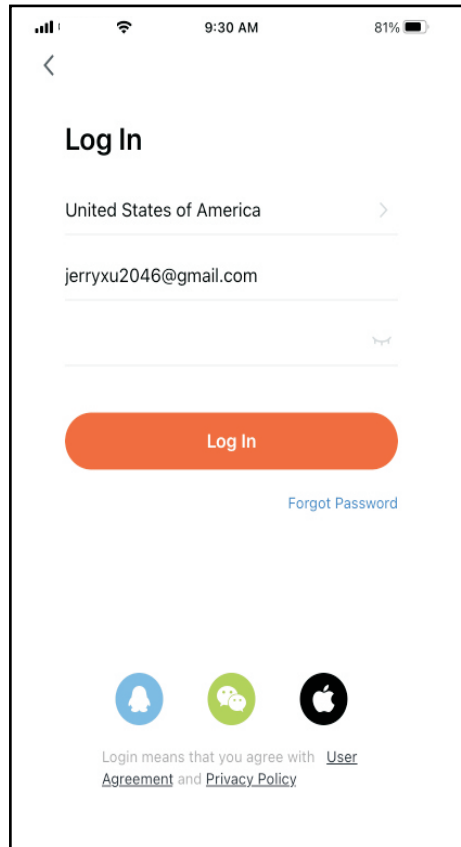 9:30 AM 81%
Log In
United States of America
jerryxu2046@gmail.com
Log In
Forgot Password
Login means that you agree with User
Agreement and Privacy Policy